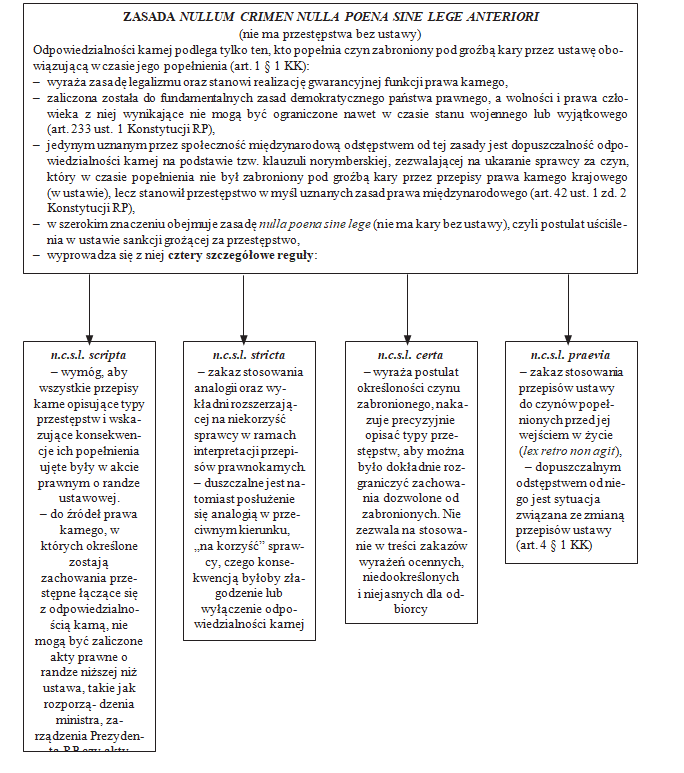 ZASADA NULLUM CRIMEN NULLA POENA SINE LEGE ANTERIORI
(nie ma przestępstwa bez ustawy)
Odpowiedzialności karnej podlega tylko ten, kto popełnia czyn zabroniony pod groźbą kary przez ustawę obo-
wiązującą w czasie jego popełnienia (art. 1 § 1 KK):
– wyraża zasadę legalizmu oraz stanowi realizację gwarancyjnej funkcji prawa karnego,
– zaliczona została do fundamentalnych zasad demokratycznego państwa prawnego, a wolności i prawa czło-
wieka z niej wynikające nie mogą być ograniczone nawet w czasie stanu wojennego lub wyjątkowego
(art. 233 ust. 1 Konstytucji RP),
– jedynym uznanym przez społeczność międzynarodową odstępstwem od tej zasady jest dopuszczalność odpo-
wiedzialności karnej na podstawie tzw. klauzuli norymberskiej, zezwalającej na ukaranie sprawcy za czyn,
który w czasie popełnienia nie był zabroniony pod groźbą kary przez przepisy prawa karnego krajowego
(w ustawie), lecz stanowił przestępstwo w myśl uznanych zasad prawa międzynarodowego (art. 42 ust. 1 zd. 2
Konstytucji RP),
– w szerokim znaczeniu obejmuje zasadę nulla poena sine lege (nie ma kary bez ustawy), czyli postulat uściśle-
nia w ustawie sankcji grożącej za przestępstwo,
– wyprowadza się z niej cztery szczegółowe reguły:
n.c.s.l. scripta
– wymóg, aby
wszystkie przepisy
karne opisujące typy
przestępstw i wska-
zujące konsekwen-
cje ich popełnienia
ujęte były w akcie
prawnym o randze
ustawowej.
– do źródeł prawa
karnego, w
których określone
zostają
zachowania prze-
stępne łączące się
z odpowiedzialno-
ścią karną, nie
mogą być zaliczone
akty prawne o
randze niższej niż
ustawa, takie jak
rozporzą- dzenia
ministra, za-
rządzenia Prezyden-
ta RP czy akty
n.c.s.l. stricta
– zakaz stosowania
analogii oraz wy-
kładni rozszerzają-
cej na niekorzyść
sprawcy w ramach
interpretacji przepi-
sów prawnokarnych.
– duszczalne jest na-
tomiast posłużenie
się analogią w prze-
ciwnym kierunku,
„na korzyść” spraw-
cy, czego konse-
kwencją byłoby zła-
godzenie lub
wyłączenie odpo-
wiedzialności karnej
n.c.s.l. certa
– wyraża postulat
określoności czynu
zabronionego, naka-
zuje precyzyjnie
opisać typy prze-
stępstw, aby można
było dokładnie roz-
graniczyć zachowa-
nia dozwolone od
zabronionych. Nie
zezwala na stosowa-
nie w treści zakazów
wyrażeń ocennych,
niedookreślonych
i niejasnych dla od-
biorcy
n.c.s.l. praevia
– zakaz stosowania
przepisów ustawy
do czynów popeł-
nionych przed jej
wejściem w życie
(lex retro non agit),
– dopuszczalnym
odstępstwem od nie-
go jest sytuacja
związana ze zmianą
przepisów ustawy
(art. 4 § 1 KK)